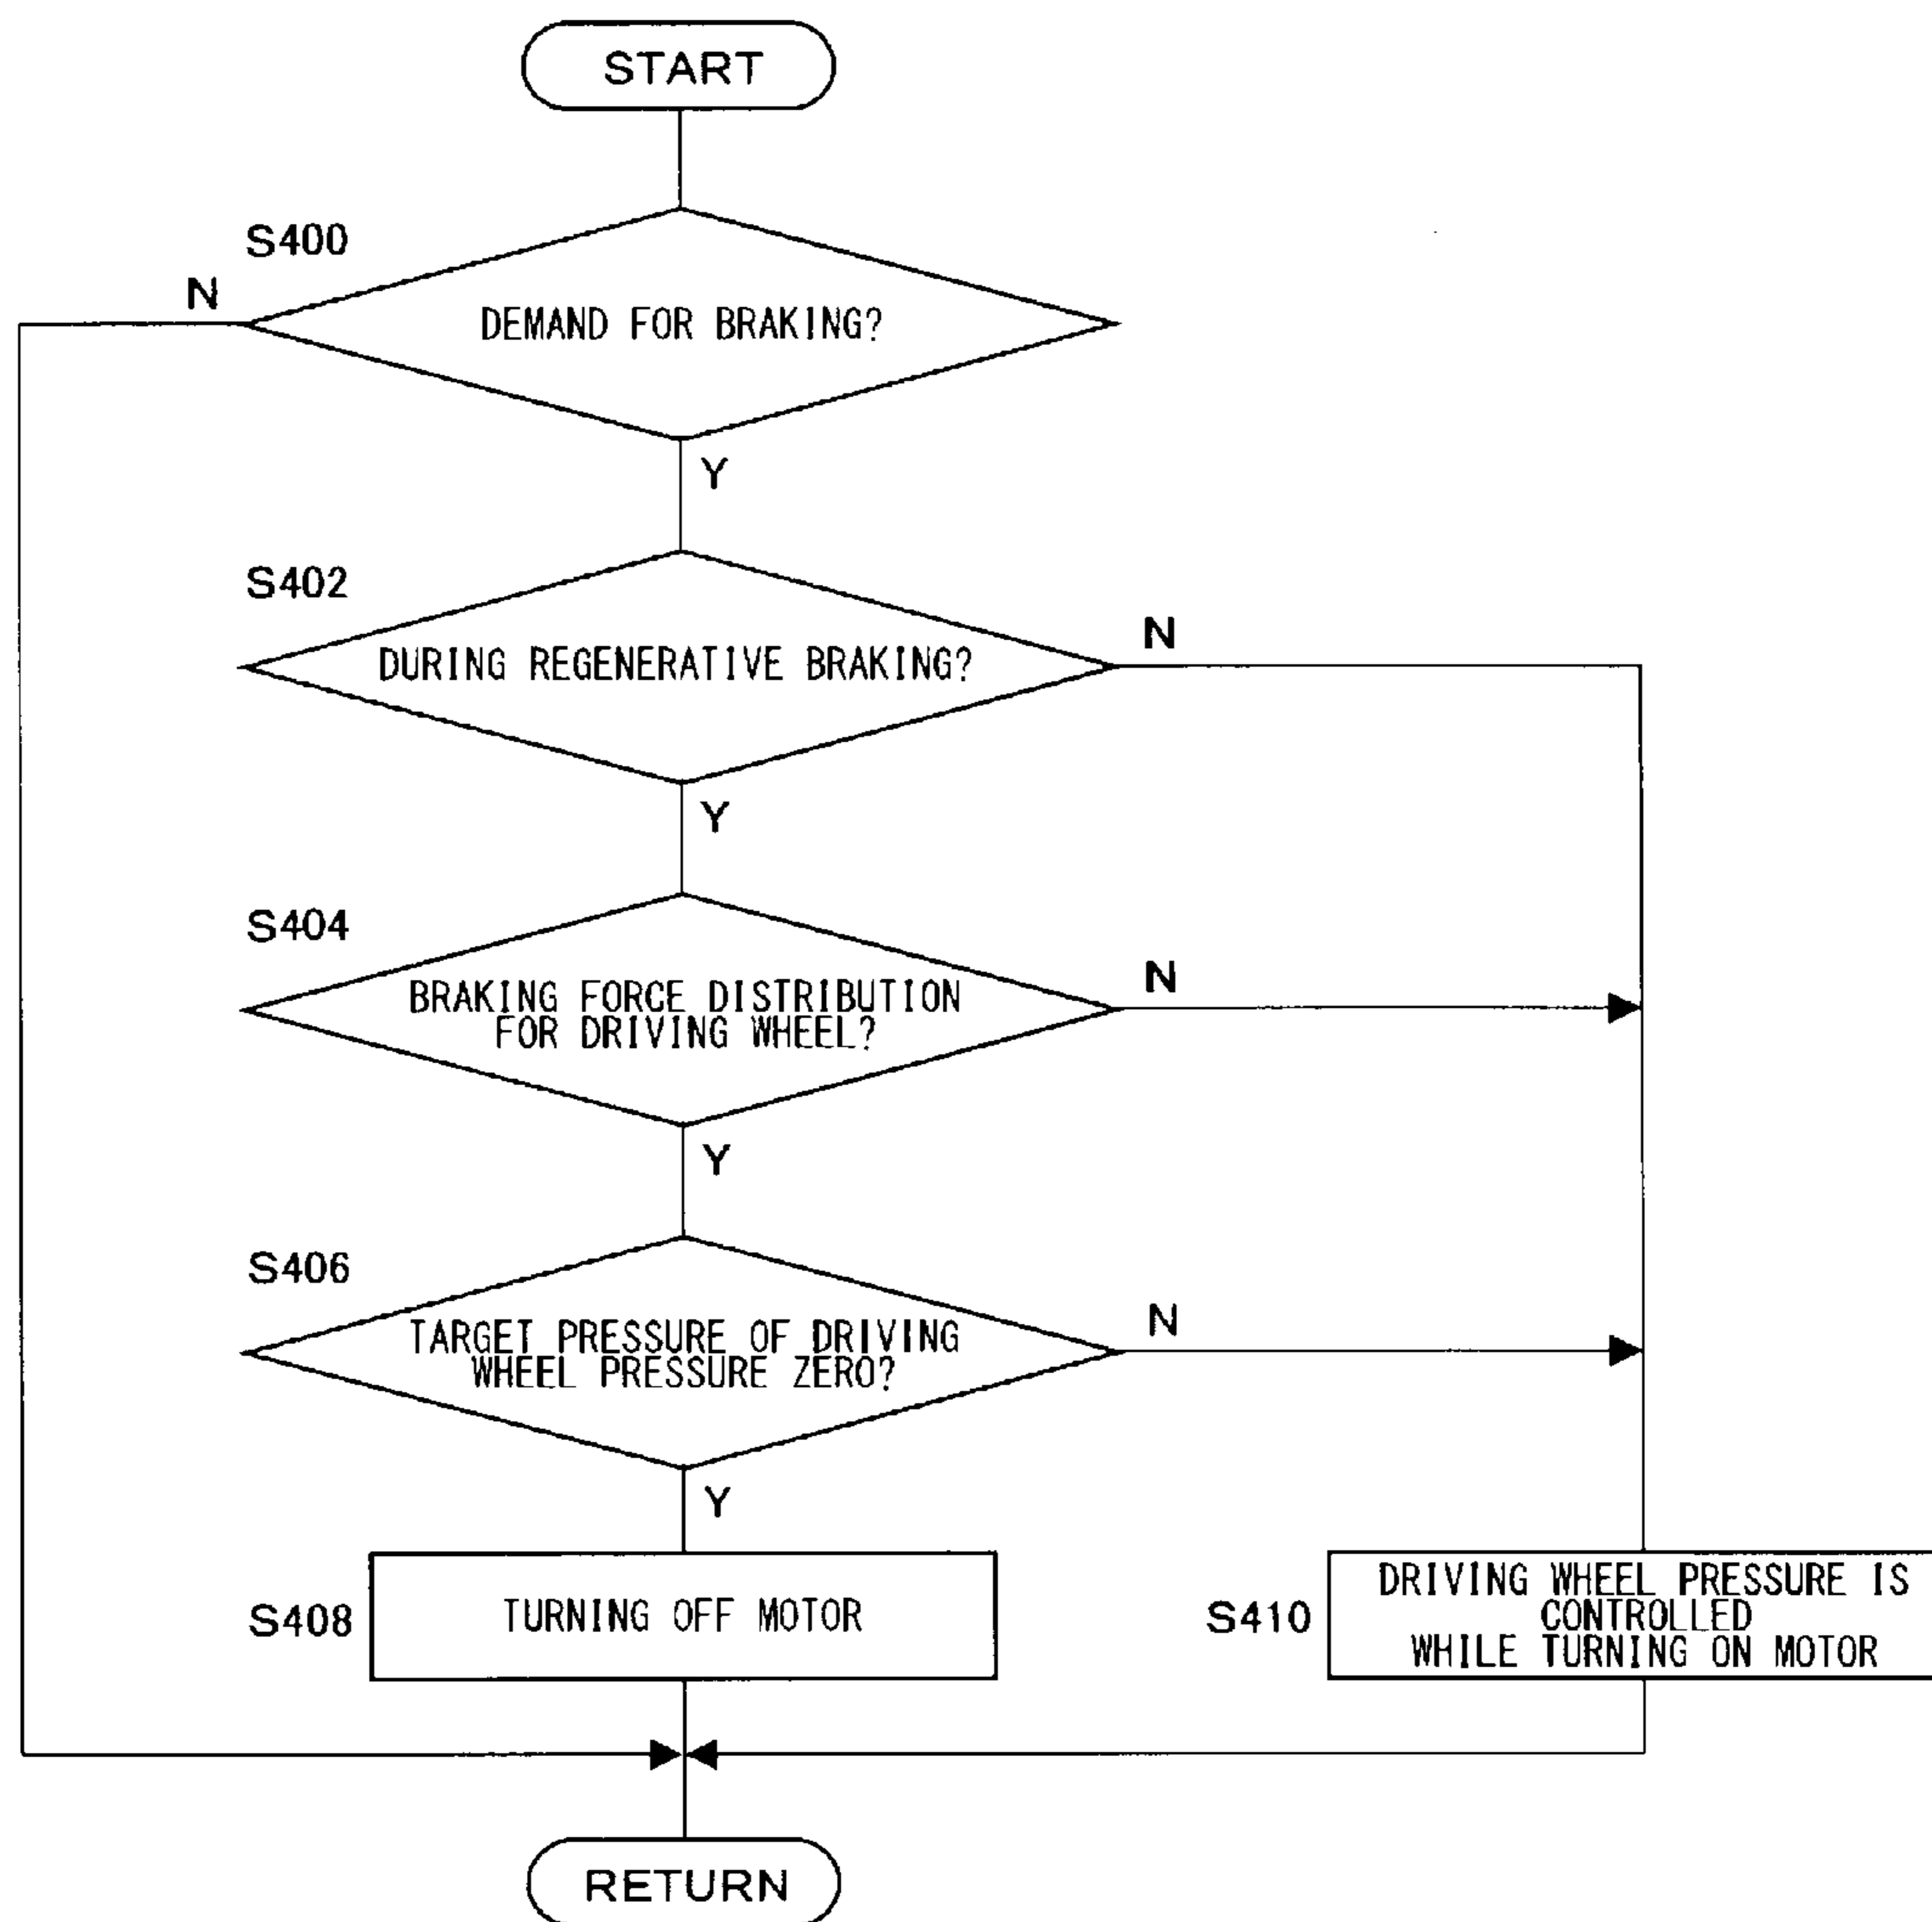 START
S400
N
DEMAND FOR BRAKING?
Y
S402
N
DURING REGENERATIVE BRAKING?
Y
S404
N
BRAKING FORCE DISTRIBUTION
FOR DRIVING WHEEL?
Y
S406
N
TARGET PRESSURE OF DRIVING
WHEEL PRESSURE ZERO?
Y
S408
TURNING OFF MOTOR
S410
DRIVING WHEEL PRESSURE IS
CONTROLLED
WHILE TURNING ON MOTOR
RETURN